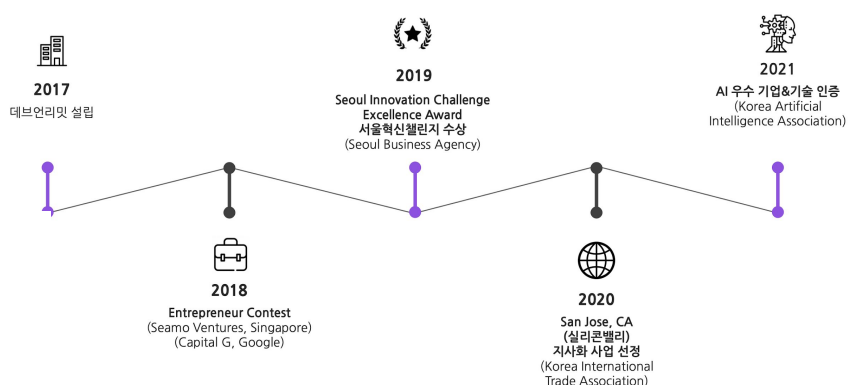 2017
데브언리밋 설립
2018
Entrepreneur Contest
(Seamo Ventures, Singapore)
(Capital G, Google)
2019
Seoul Innovation Challenge
Excellence Award
서울혁신챌린지 수상
(Seoul Business Agency)
2020
San Jose, CA
(실리콘밸리)
지사화 사업 선정
(Korea International
Trade Association)
2021
AI 우수 기업&기술 인증
(Korea Artificial
Intelligence Association)